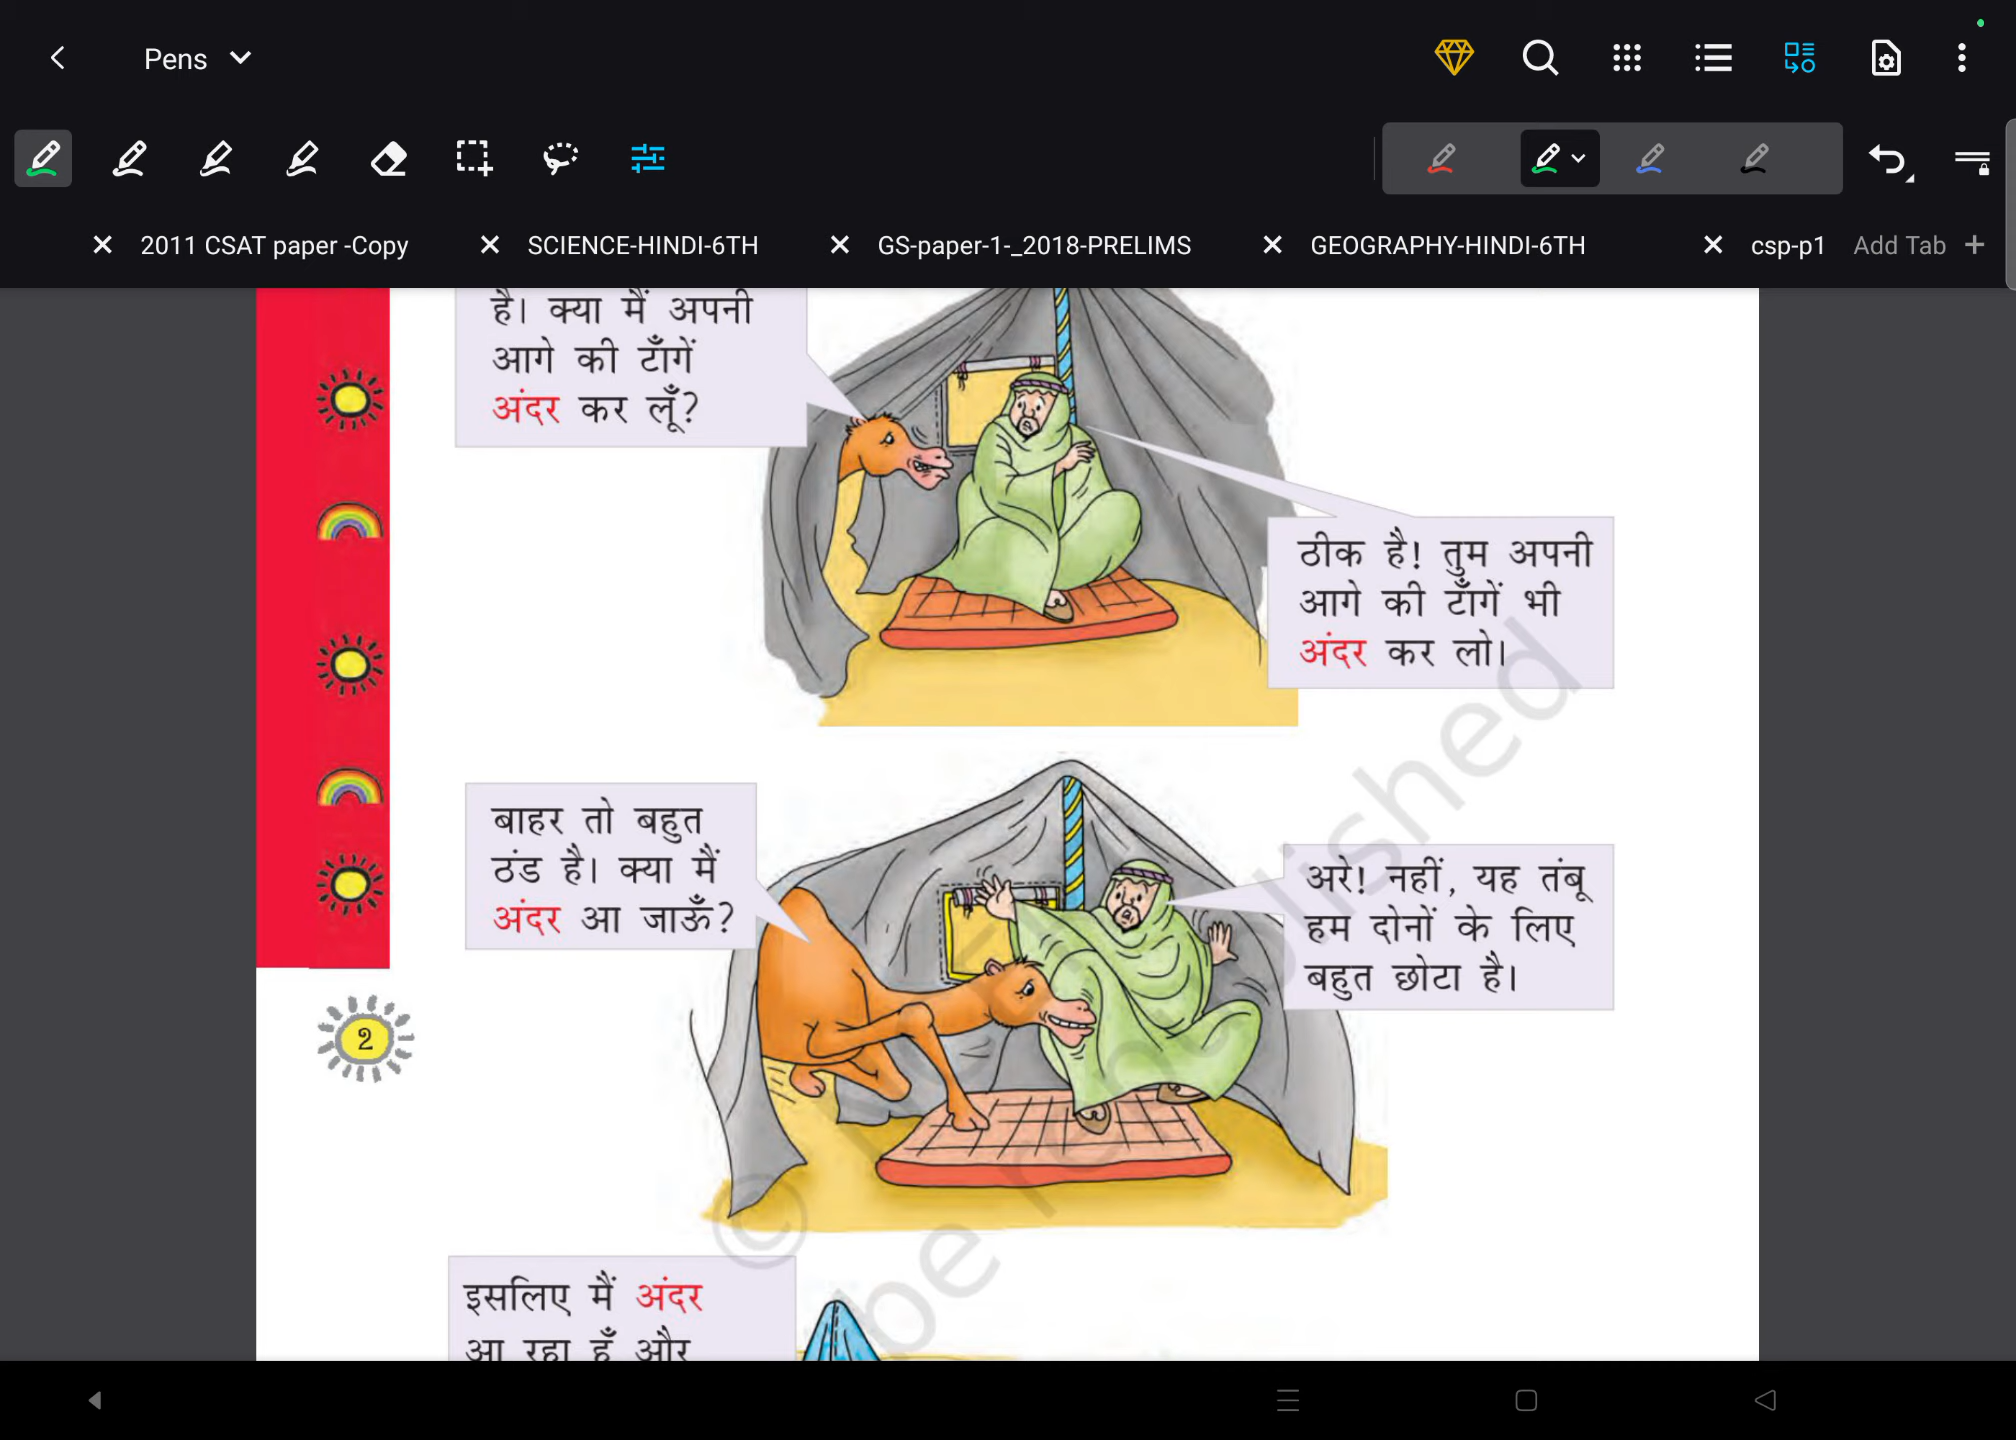 Pens
2011 CSAT paper -Copy
SCIENCE-HINDI-6TH
GS-paper-1-_2018-PRELIMS
GEOGRAPHY-HINDI-6TH
csp-p1
Add Tab +
है। क्या मैं अपनी
आगे की टाँगें
अंदर कर लूँ?
ठीक है! तुम अपनी
आगे की टाँगें भी
अंदर कर लो।
बाहर तो बहुत
ठंड है। क्या मैं
अंदर आ जाऊँ?
अरे! नहीं, यह तंबू
हम दोनों के लिए
बहुत छोटा है।
2
इसलिए मैं अंदर
आ रहा हूँ और